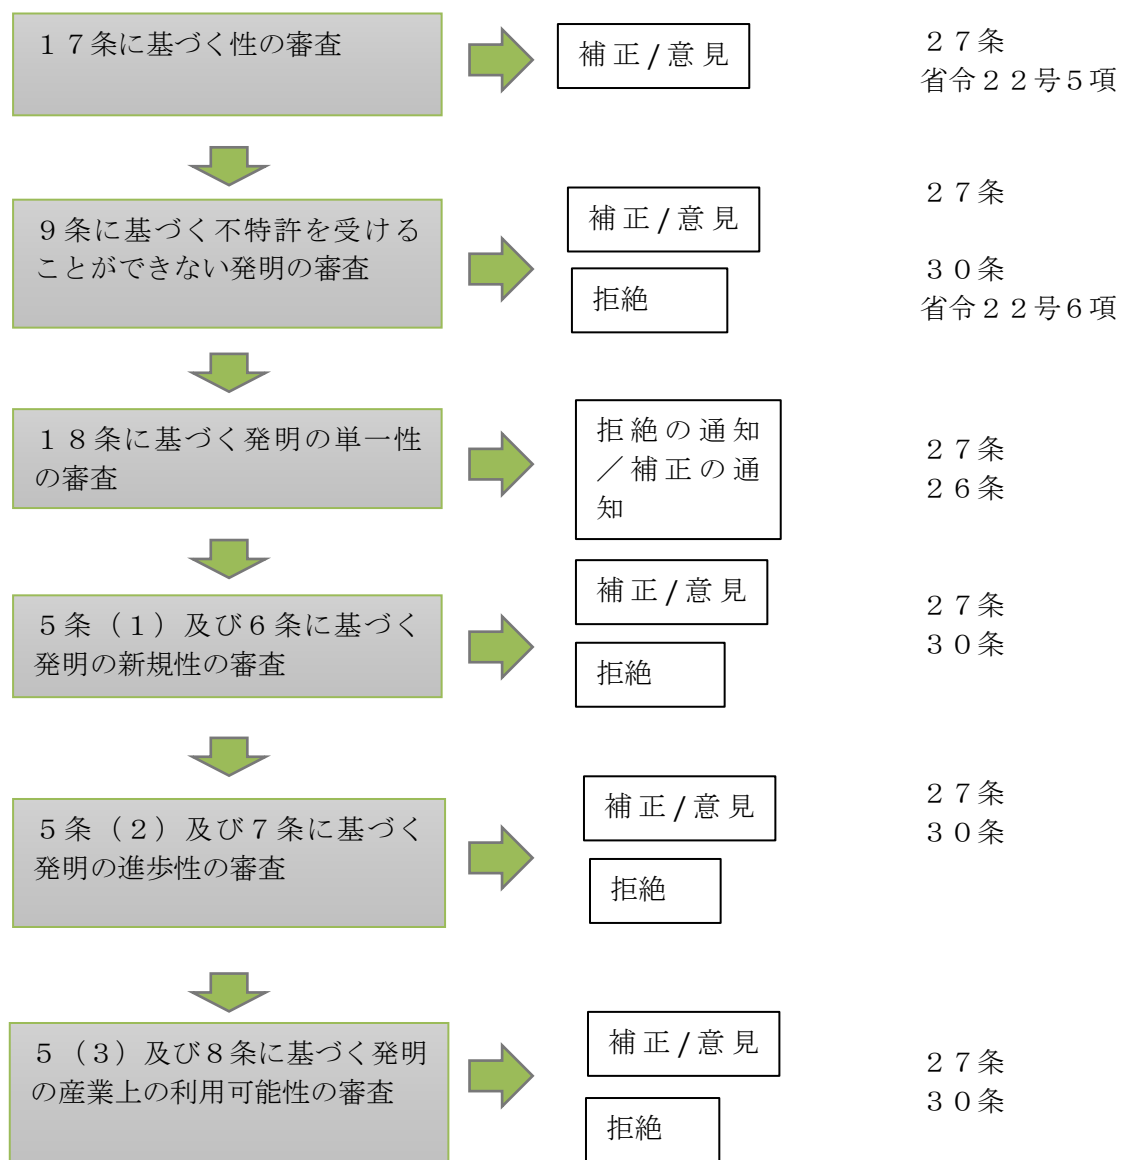 １７条に基づく性の審査
補正/意見
２７条
省令２２号５項
９条に基づく不特許を受ける
ことができない発明の審査
補正/意見
拒絶
２７条
３０条
省令２２号６項
１８条に基づく発明の単一性
の審査
拒絶の通知
／補正の通
知
２７条
２６条
５条（１）及び６条に基づく
発明の新規性の審査
補正/意見
拒絶
２７条
３０条
５条（２）及び７条に基づく
発明の進歩性の審査
補正/意見
拒絶
２７条
３０条
５（３）及び８条に基づく発明
の産業上の利用可能性の審査
補正/意見
拒絶
２７条
３０条